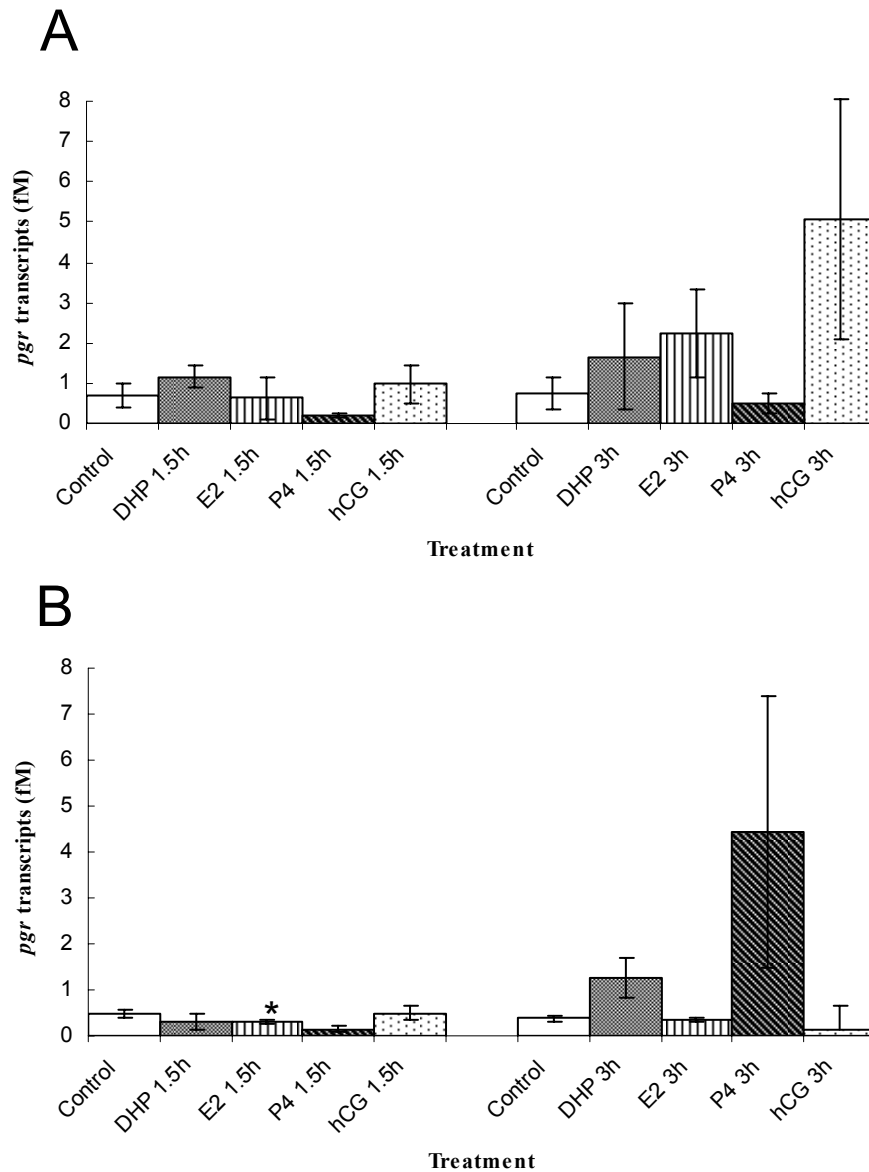 A
8
7
6
5
4
3
2
1
0
pgr transcripts (fM)
Control
DHP 1.5h
E2 1.5h
P4 1.5h
hCG 1.5h
Control
DHP 3h
E2 3h
P4 3h
hCG 3h
Treatment
B
8
7
6
5
4
3
2
1
0
pgr transcripts (fM)
*
Control
DHP 1.5h
E2 1.5h
P4 1.5h
hCG 1.5h
Control
DHP 3h
E2 3h
P4 3h
hCG 3h
Treatment